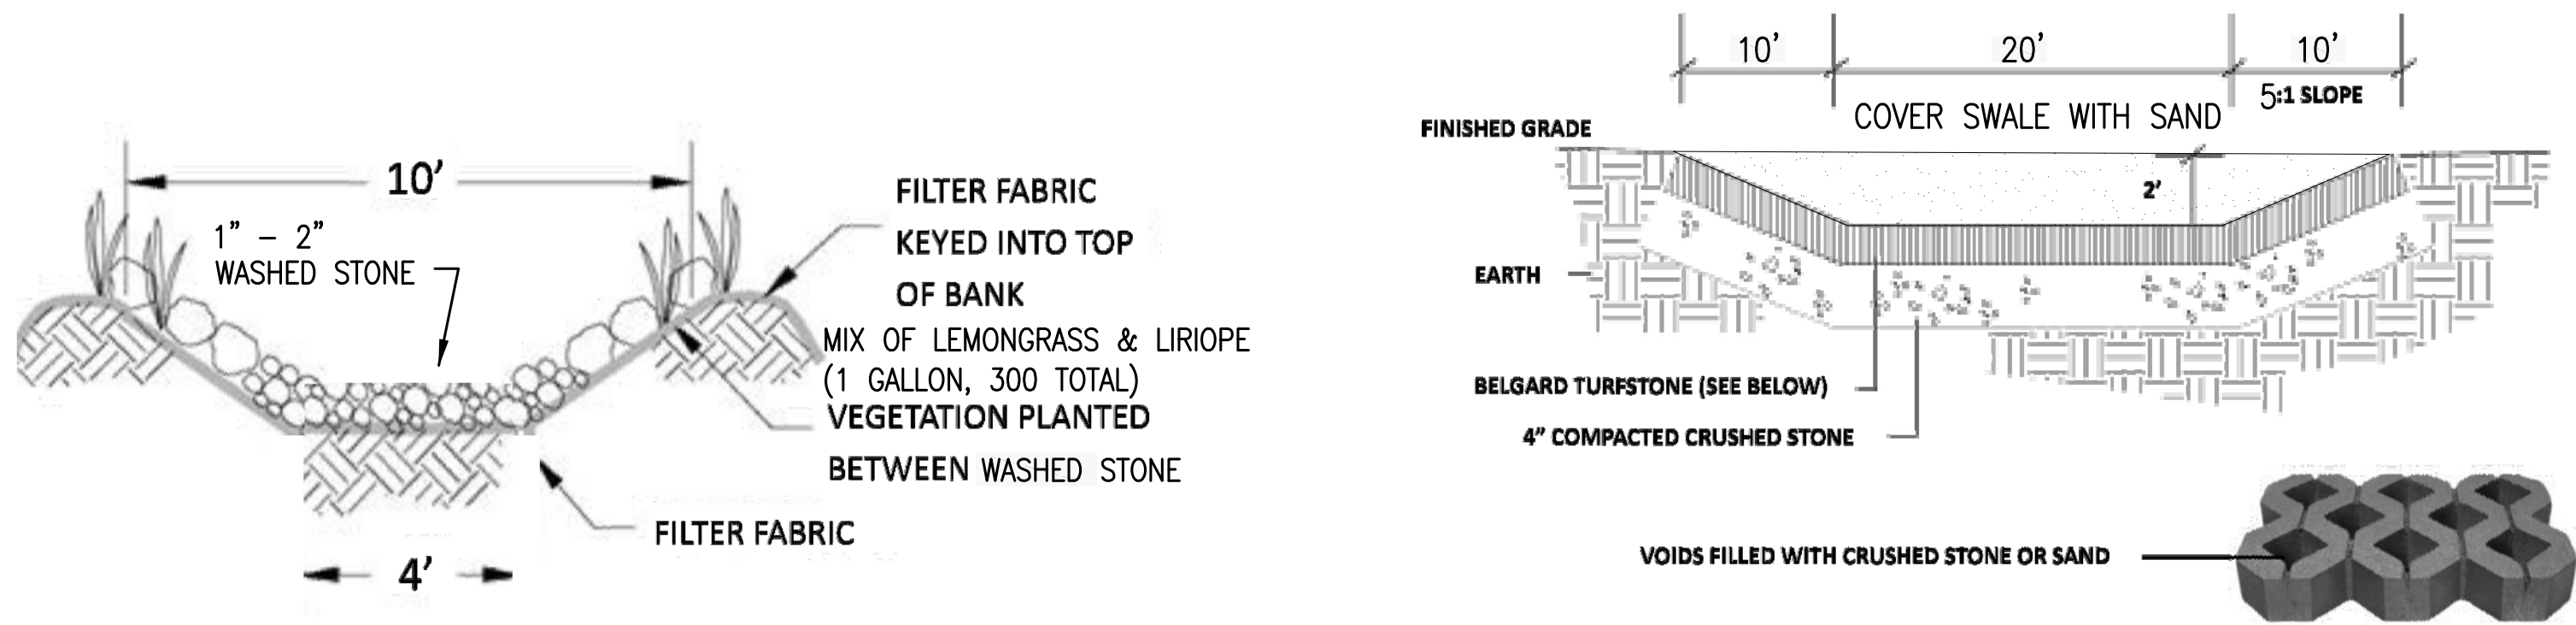 10’
1” – 2”
WASHED STONE
FILTER FABRIC
KEYED INTO TOP
OF BANK
MIX OF LEMONGRASS & LIRIOPE
(1 GALLON, 300 TOTAL)
VEGETATION PLANTED
BETWEEN WASHED STONE
FILTER FABRIC
4’
10’ 20’ 10’
5:1 SLOPE
COVER SWALE WITH SAND
FINISHED GRADE
2’
EARTH
BELGARD TURFSTONE (SEE BELOW)
4” COMPACTED CRUSHED STONE
VOIDS FILLED WITH CRUSHED STONE OR SAND